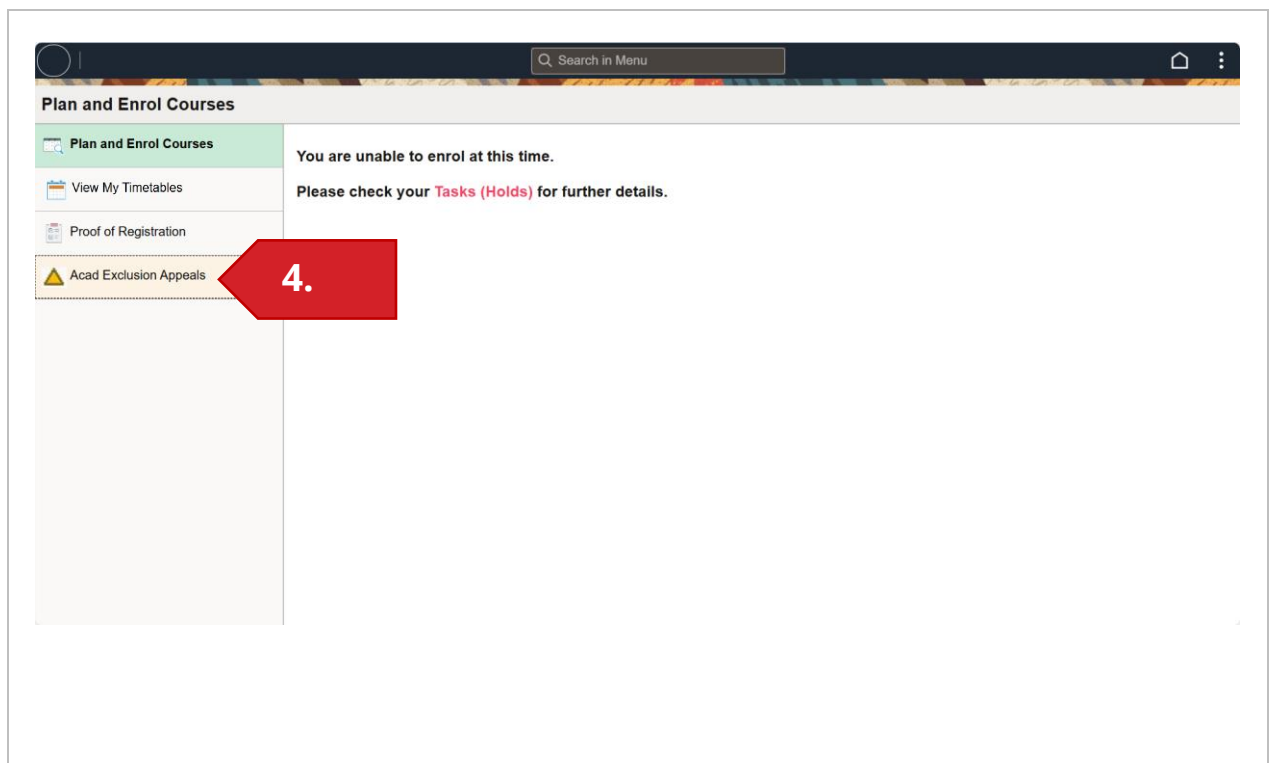 Search in Menu
Plan and Enrol Courses
Plan and Enrol Courses
You are unable to enrol at this time.
View My Timetables
Please check your Tasks (Holds) for further details.
Proof of Registration
Acad Exclusion Appeals
4.